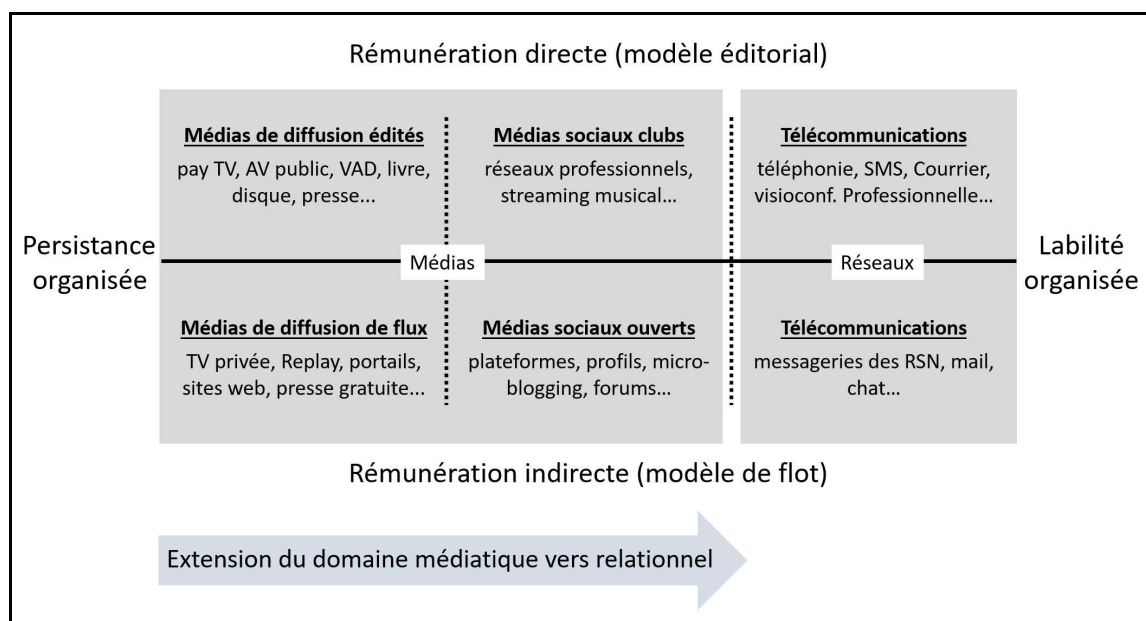 Rémunération directe (modèle éditorial)
Médias de diffusion édités
pay TV, AV public, VAD, livre,
disque, presse...
Médias sociaux clubs
réseaux professionnels,
streaming musical…
Télécommunications
téléphonie, SMS, Courrier,
visioconf. Professionnelle…
Persistance
organisée
Médias
Réseaux
Labilité
organisée
Médias de diffusion de flux
TV privée, Replay, portails,
sites web, presse gratuite...
Médias sociaux ouverts
plateformes, profils, micro-
blogging, forums…
Télécommunications
messageries des RSN, mail,
chat…
Rémunération indirecte (modèle de flot)
Extension du domaine médiatique vers relationnel